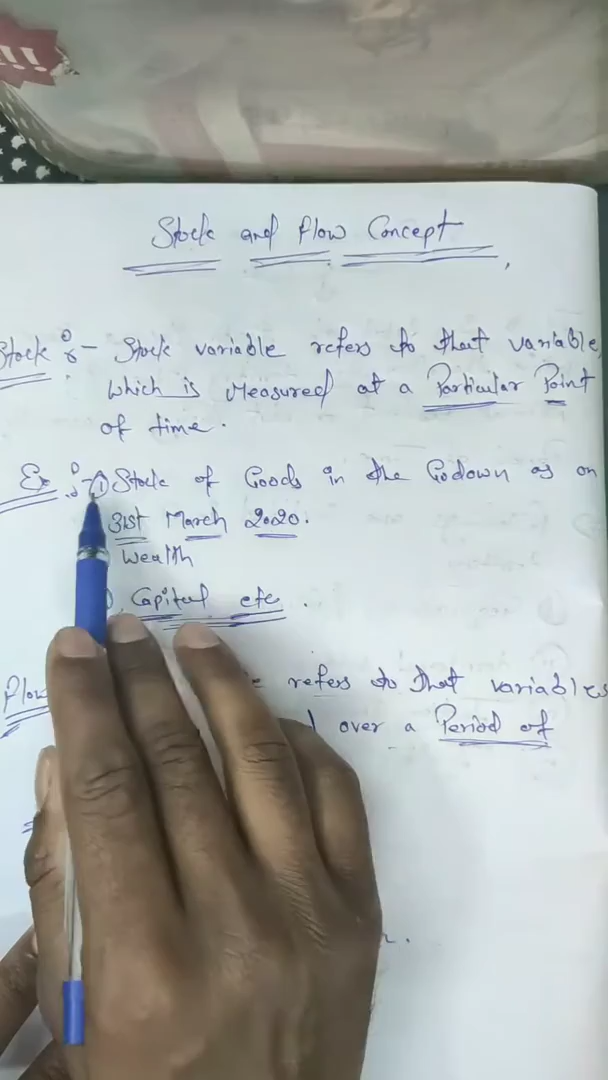 !!
Stock and Flow Concept
Stock :- Stock variable refers to that variable,
which is Measured at a Particular Point
of time.
Ex :- ① Stock of Goods in the Godown as on
31st March 2020.
Wealth
Capital etc.
Flow refers to that variables
over a Period of